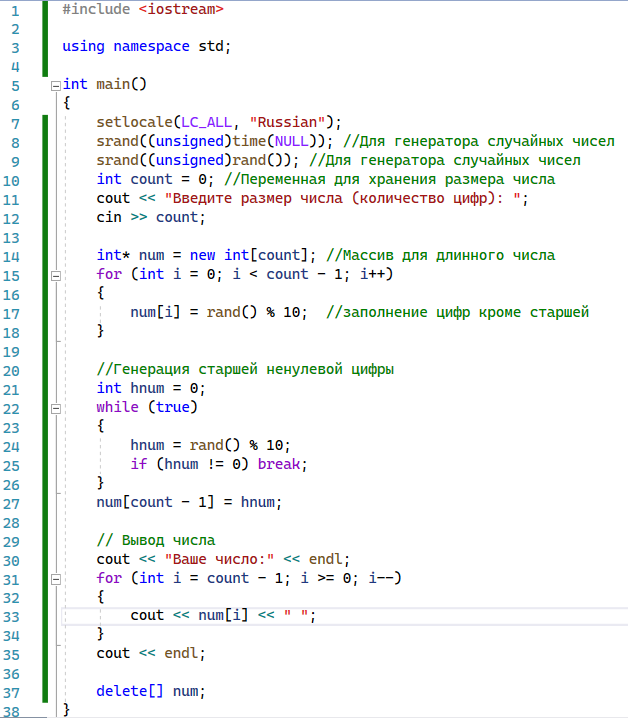 1 #include <iostream>
2
3 using namespace std;
4
5 int main()
6 {
7 setlocale(LC_ALL, "Russian");
8 srand((unsigned)time(NULL)); //Для генератора случайных чисел
9 srand((unsigned)rand()); //Для генератора случайных чисел
10 int count = 0; //Переменная для хранения размера числа
11 cout << "Введите размер числа (количество цифр): ";
12 cin >> count;
13
14 int* num = new int[count]; //Массив для длинного числа
15 for (int i = 0; i < count - 1; i++)
16 {
17 num[i] = rand() % 10; //заполнение цифр кроме старшей
18 }
19
20 //Генерация старшей ненулевой цифры
21 int hnum = 0;
22 while (true)
23 {
24 hnum = rand() % 10;
25 if (hnum != 0) break;
26 }
27 num[count - 1] = hnum;
28
29 // Вывод числа
30 cout << "Ваше число:" << endl;
31 for (int i = count - 1; i >= 0; i--)
32 {
33 cout << num[i] << " ";
34 }
35 cout << endl;
36
37 delete[] num;
38 }